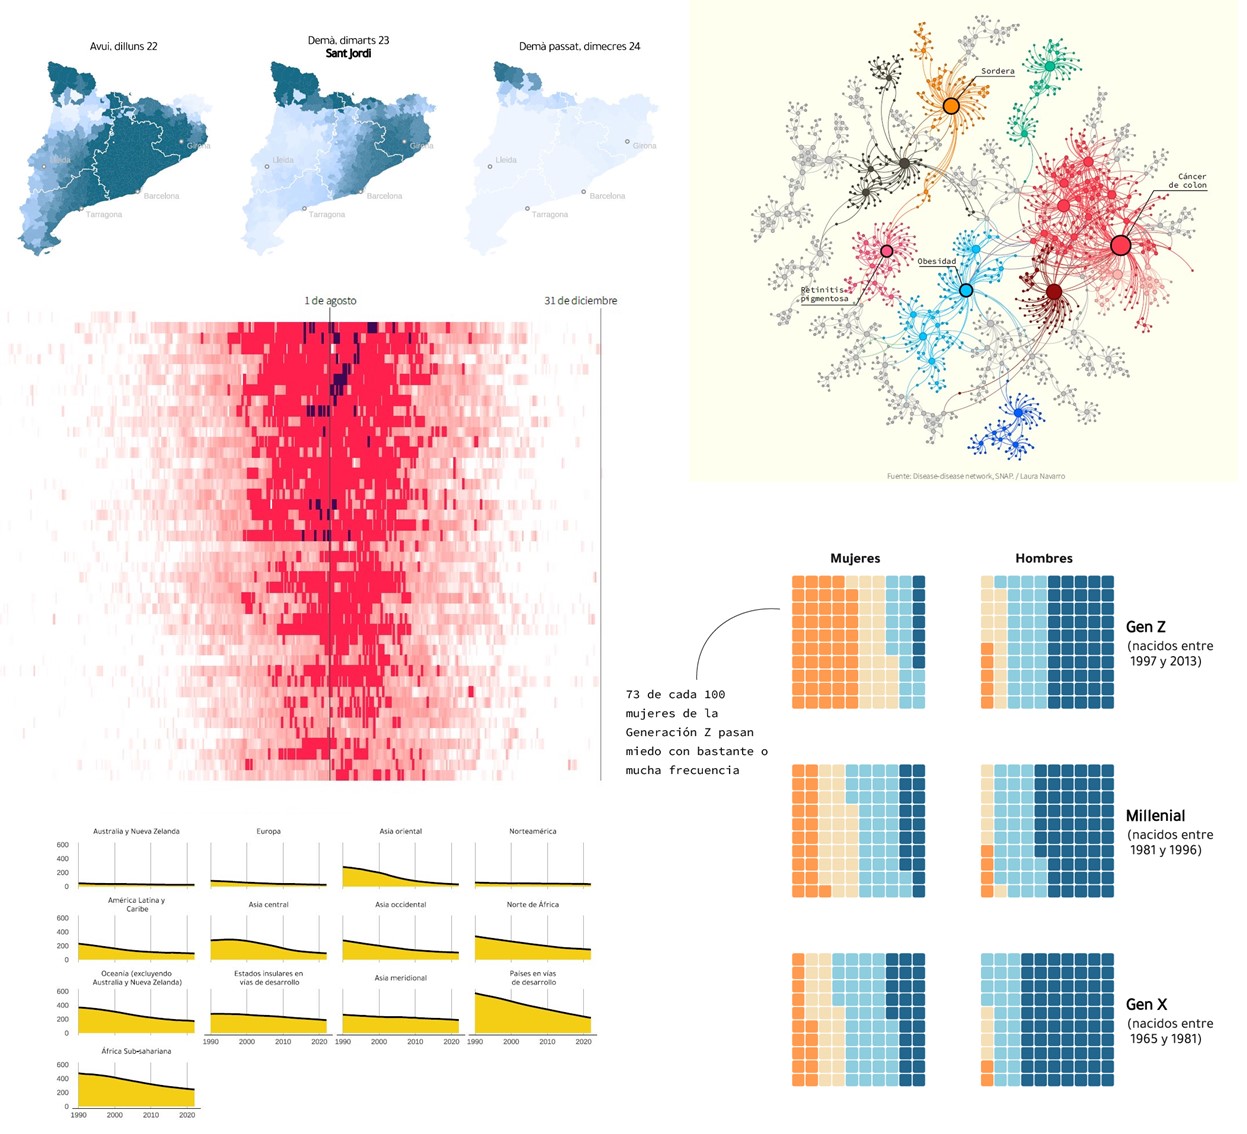 Avui, dilluns 22
Demà, dimarts 23
Sant Jordi
Demà passat, dimecres 24
Lleida
Girona
Barcelona
Tarragona
Lleida
Girona
Barcelona
Tarragona
Lleida
Girona
Barcelona
Tarragona
Sordera
Cáncer
de colon
Obesidad
Retinitis
pigmentosa
Fuente: Disease-disease network, SNAP. / Laura Navarro
1 de agosto
31 de diciembre
Mujeres
Hombres
Gen Z
(nacidos entre
1997 y 2013)
73 de cada 100
mujeres de la
Generación Z pasan
miedo con bastante o
mucha frecuencia
Millenial
(nacidos entre
1981 y 1996)
Gen X
(nacidos entre
1965 y 1981)
Australia y Nueva Zelanda
Europa
Asia oriental
Norteamérica
600
400
200
0
América Latina y
Caribe
Asia central
Asia occidental
Norte de África
600
400
200
0
Oceanía (excluyendo
Australia y Nueva Zelanda)
Estados insulares en
vías de desarrollo
Asia meridional
Países en vías
de desarrollo
600
400
200
0
1990 2000 2010 2020
1990 2000 2010 2020
1990 2000 2010 2020
África Sub-sahariana
600
400
200
0
1990 2000 2010 2020